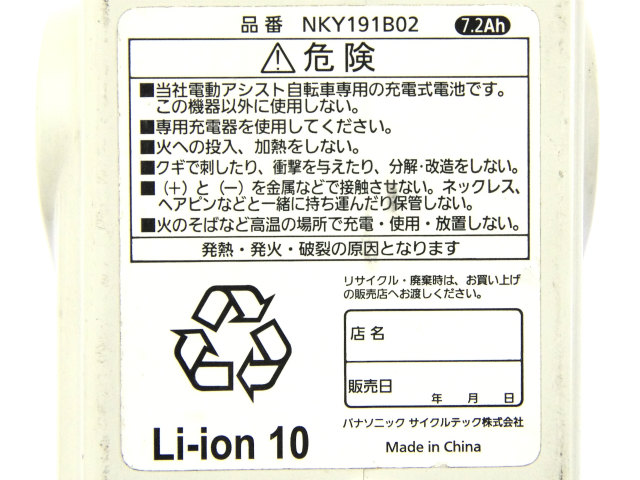 品番 NKY191B02 7.2Ah
危険
■当社電動アシスト自転車専用の充電式電池です。
この機器以外に使用しない。
■専用充電器を使用してください。
■火への投入、加熱をしない。
■クギで刺したり、衝撃を与えたり、分解・改造をしない。
■(+)と(−)を金属などで接触させない。ネックレス、
ヘアピンなどと一緒に持ち運んだり保管しない。
■火のそばなど高温の場所で充電・使用・放置しない。
発熱・発火・破裂の原因となります
リサイクル・廃棄時は、お買い上げ
の販売店へお渡しください。
店名
販売日
年 月 日
パナソニック サイクルテック株式会社
Li-ion 10
Made in China